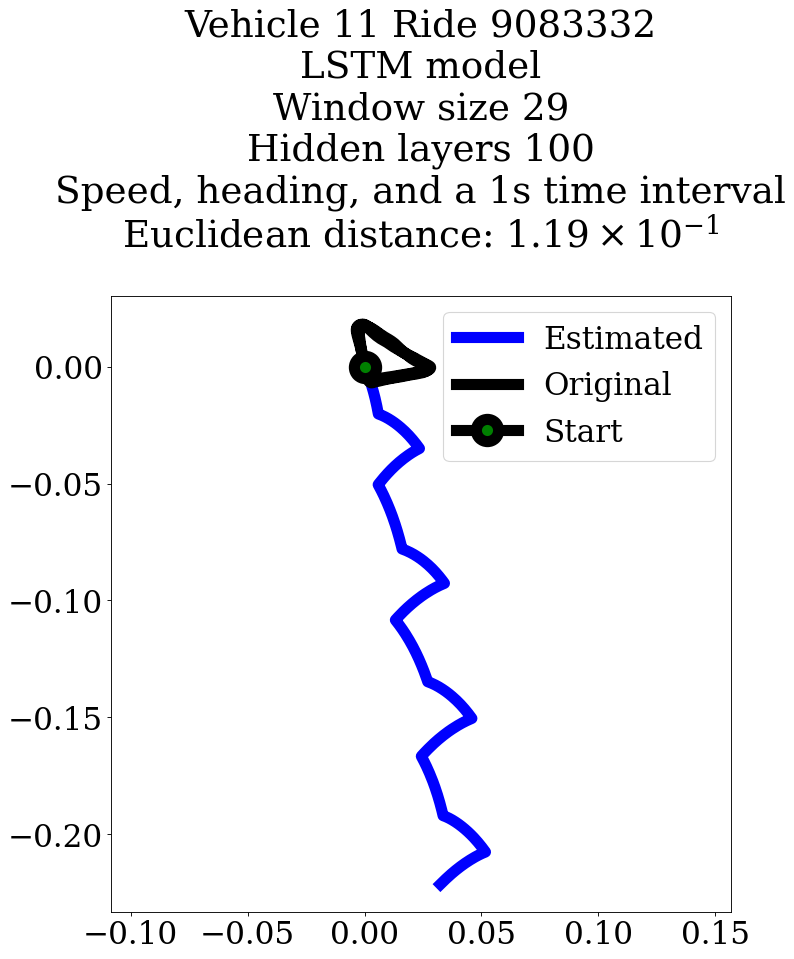 Vehicle 11 Ride 9083332
LSTM model
Window size 29
Hidden layers 100
Speed, heading, and a 1s time interval
Euclidean distance: 1.19 × 10⁻¹
Estimated
Original
Start
0.00
−0.05
−0.10
−0.15
−0.20
−0.10 −0.05 0.00 0.05 0.10 0.15